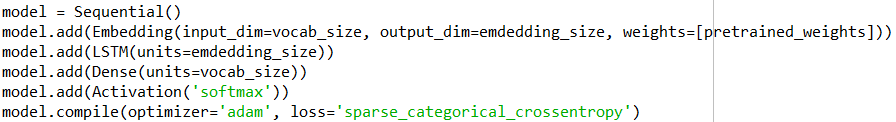 model = Sequential()
model.add(Embedding(input_dim=vocab_size, output_dim=emdedding_size, weights=[pretrained_weights]))
model.add(LSTM(units=emdedding_size))
model.add(Dense(units=vocab_size))
model.add(Activation('softmax'))
model.compile(optimizer='adam', loss='sparse_categorical_crossentropy')